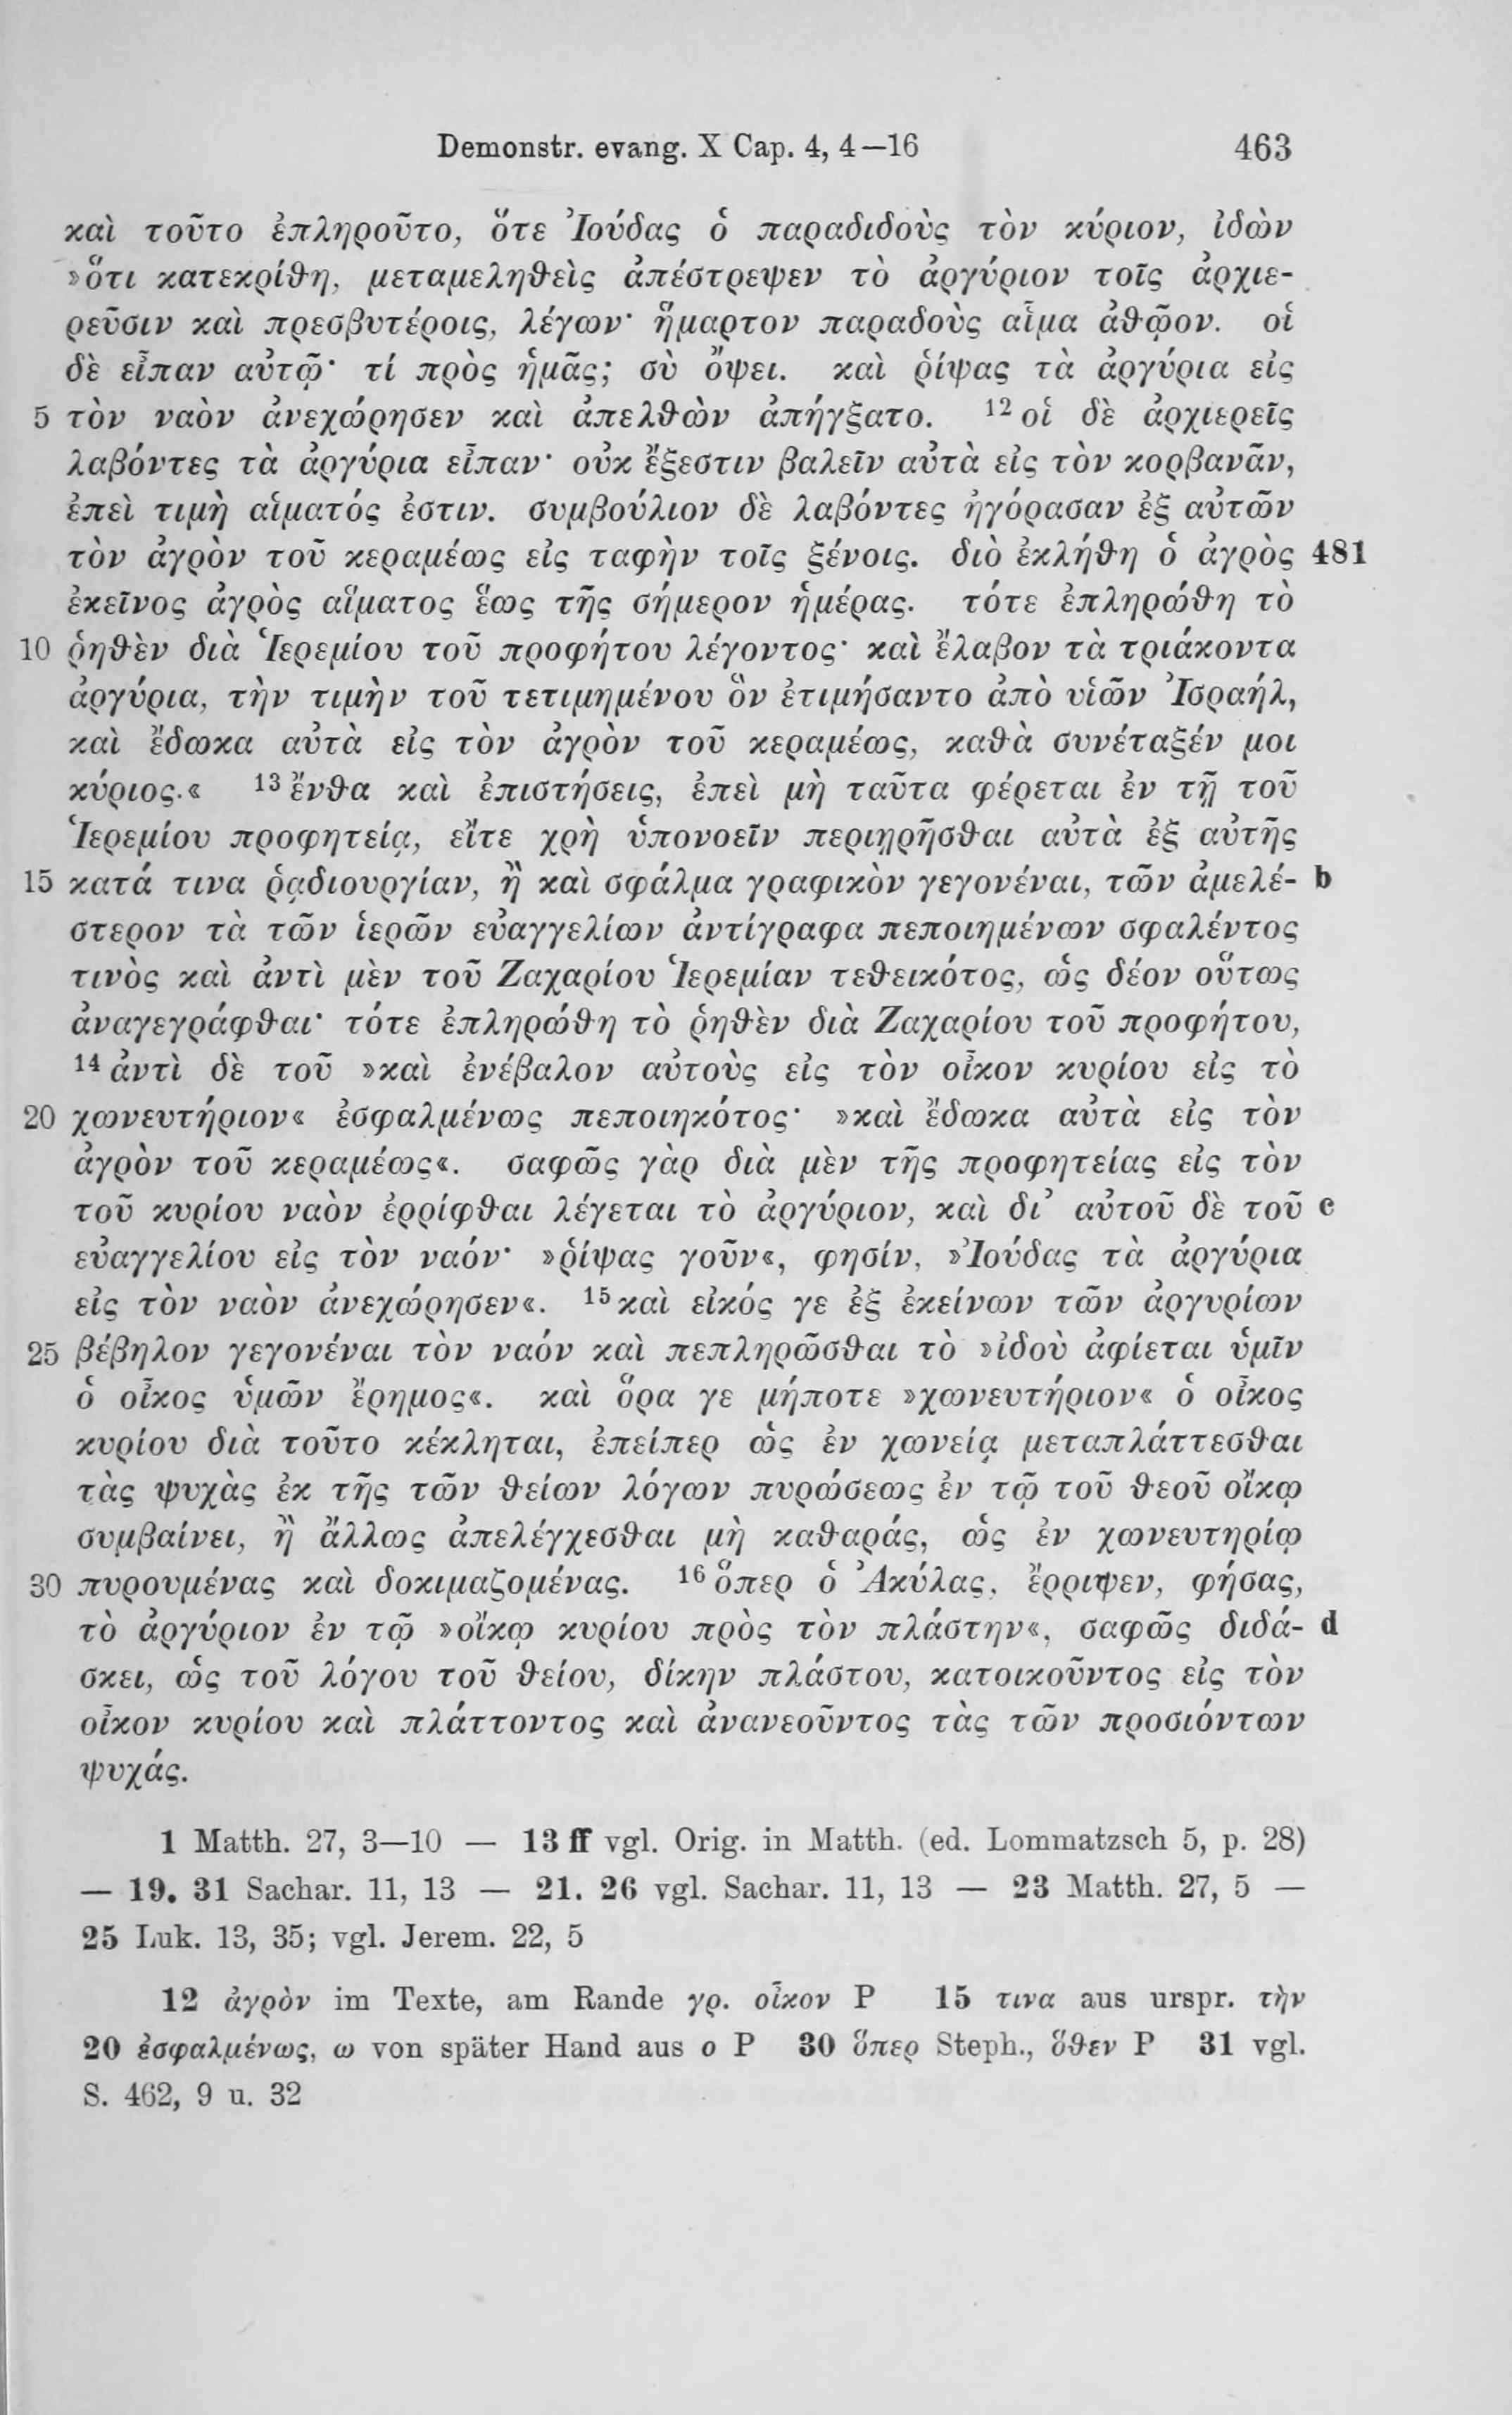 Demonstr. evang. X Cap. 4, 4—16 463
καὶ τοῦτο ἐπληροῦτο, ὅτε Ἰούδας ὁ παραδιδοὺς τὸν κύριον, ἰδὼν
»ὅτι κατεκρίθη, μεταμεληθεὶς ἀπέστρεψεν τὸ ἀργύριον τοῖς ἀρχιε-
ρεῦσιν καὶ πρεσβυτέροις, λέγων· ἥμαρτον παραδοὺς αἷμα ἀθῷον. οἱ
δὲ εἶπαν αὐτῷ· τί πρὸς ἡμᾶς; σὺ ὄψει. καὶ ῥίψας τὰ ἀργύρια εἰς
5 τὸν ναὸν ἀνεχώρησεν καὶ ἀπελθὼν ἀπήγξατο. ¹² οἱ δὲ ἀρχιερεῖς
λαβόντες τὰ ἀργύρια εἶπαν· οὐκ ἔξεστιν βαλεῖν αὐτὰ εἰς τὸν κορβανᾶν,
ἐπεὶ τιμὴ αἵματός ἐστιν. συμβούλιον δὲ λαβόντες ἠγόρασαν ἐξ αὐτῶν
τὸν ἀγρὸν τοῦ κεραμέως εἰς ταφὴν τοῖς ξένοις. διὸ ἐκλήθη ὁ ἀγρὸς 481
ἐκεῖνος ἀγρὸς αἵματος ἕως τῆς σήμερον ἡμέρας. τότε ἐπληρώθη τὸ
10 ῥηθὲν διὰ Ἱερεμίου τοῦ προφήτου λέγοντος· καὶ ἔλαβον τὰ τριάκοντα
ἀργύρια, τὴν τιμὴν τοῦ τετιμημένου ὃν ἐτιμήσαντο ἀπὸ υἱῶν Ἰσραήλ,
καὶ ἔδωκα αὐτὰ εἰς τὸν ἀγρὸν τοῦ κεραμέως, καθὰ συνέταξέν μοι
κύριος.« ¹³ ἔνθα καὶ ἐπιστήσεις, ἐπεὶ μὴ ταῦτα φέρεται ἐν τῇ τοῦ
Ἱερεμίου προφητείᾳ, εἴτε χρὴ ὑπονοεῖν περιῃρῆσθαι αὐτὰ ἐξ αὐτῆς
15 κατά τινα ῥᾳδιουργίαν, ἢ καὶ σφάλμα γραφικὸν γεγονέναι, τῶν ἀμελέ- b
στερον τὰ τῶν ἱερῶν εὐαγγελίων ἀντίγραφα πεποιημένων σφαλέντος
τινὸς καὶ ἀντὶ μὲν τοῦ Ζαχαρίου Ἱερεμίαν τεθεικότος, ὡς δέον οὕτως
ἀναγεγράφθαι· τότε ἐπληρώθη τὸ ῥηθὲν διὰ Ζαχαρίου τοῦ προφήτου,
¹⁴ ἀντὶ δὲ τοῦ »καὶ ἐνέβαλον αὐτοὺς εἰς τὸν οἶκον κυρίου εἰς τὸ
20 χωνευτήριον« ἐσφαλμένως πεποιηκότος· »καὶ ἔδωκα αὐτὰ εἰς τὸν
ἀγρὸν τοῦ κεραμέως«. σαφῶς γὰρ διὰ μὲν τῆς προφητείας εἰς τὸν
τοῦ κυρίου ναὸν ἐρρίφθαι λέγεται τὸ ἀργύριον, καὶ δι’ αὐτοῦ δὲ τοῦ c
εὐαγγελίου εἰς τὸν ναόν· »ῥίψας γοῦν«, φησίν, »Ἰούδας τὰ ἀργύρια
εἰς τὸν ναὸν ἀνεχώρησεν«. ¹⁵ καὶ εἰκός γε ἐξ ἐκείνων τῶν ἀργυρίων
25 βέβηλον γεγονέναι τὸν ναόν καὶ πεπληρῶσθαι τὸ »ἰδοὺ ἀφίεται ὑμῖν
ὁ οἶκος ὑμῶν ἔρημος«. καὶ ὅρα γε μήποτε »χωνευτήριον« ὁ οἶκος
κυρίου διὰ τοῦτο κέκληται, ἐπείπερ ὡς ἐν χωνείᾳ μεταπλάττεσθαι
τὰς ψυχὰς ἐκ τῆς τῶν θείων λόγων πυρώσεως ἐν τῷ τοῦ θεοῦ οἴκῳ
συμβαίνει, ἢ ἄλλως ἀπελέγχεσθαι μὴ καθαράς, ὡς ἐν χωνευτηρίῳ
30 πυρουμένας καὶ δοκιμαζομένας. ¹⁶ ὅπερ ὁ Ἀκύλας, ἔρριψεν, φήσας,
τὸ ἀργύριον ἐν τῷ »οἴκῳ κυρίου πρὸς τὸν πλάστην«, σαφῶς διδά- d
σκει, ὡς τοῦ λόγου τοῦ θείου, δίκην πλάστου, κατοικοῦντος εἰς τὸν
οἶκον κυρίου καὶ πλάττοντος καὶ ἀνανεοῦντος τὰς τῶν προσιόντων
ψυχάς.
1 Matth. 27, 3—10 — 13 ff vgl. Orig. in Matth. (ed. Lommatzsch 5, p. 28)
— 19. 31 Sachar. 11, 13 — 21. 26 vgl. Sachar. 11, 13 — 23 Matth. 27, 5 —
25 Luk. 13, 35; vgl. Jerem. 22, 5
12 ἀγρὸν im Texte, am Rande γρ. οἶκον P 15 τινα aus urspr. τὴν
20 ἐσφαλμένως, ω von später Hand aus ο P 30 ὅπερ Steph., ὅθεν P 31 vgl.
S. 462, 9 u. 32